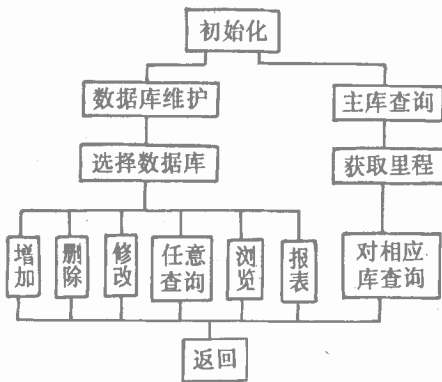 初始化
数据库维护
主库查询
选择数据库
获取里程
增加
删除
修改
任意
查询
浏览
报表
对相应
库查询
返回